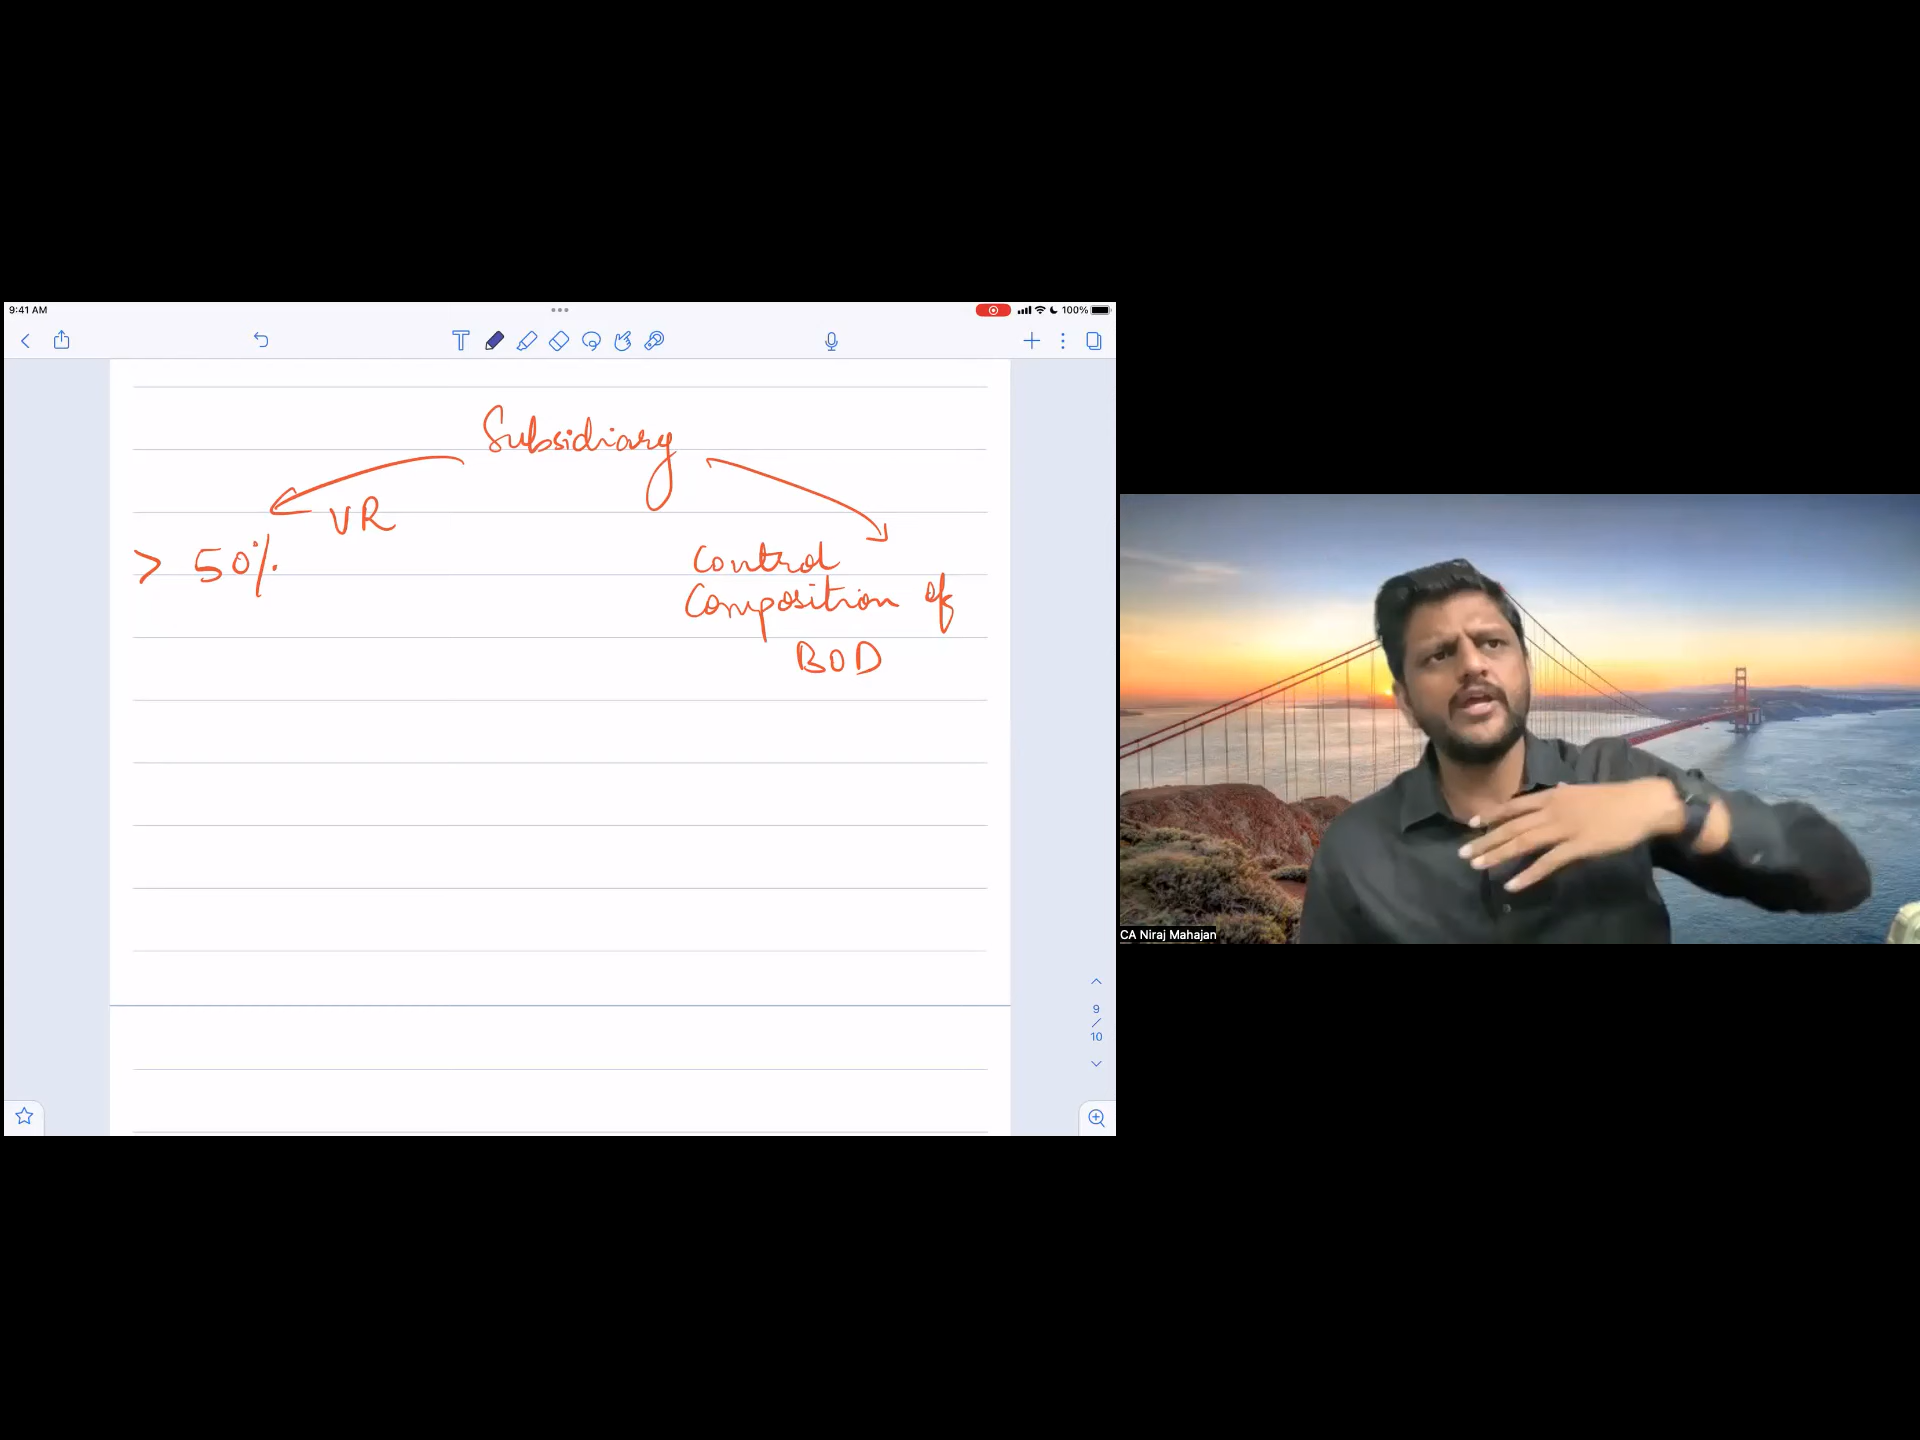 9:41 AM
100%
T
Subsidiary
VR
> 50%
Control
Composition of
BOD
CA Niraj Mahajan
9
/
10